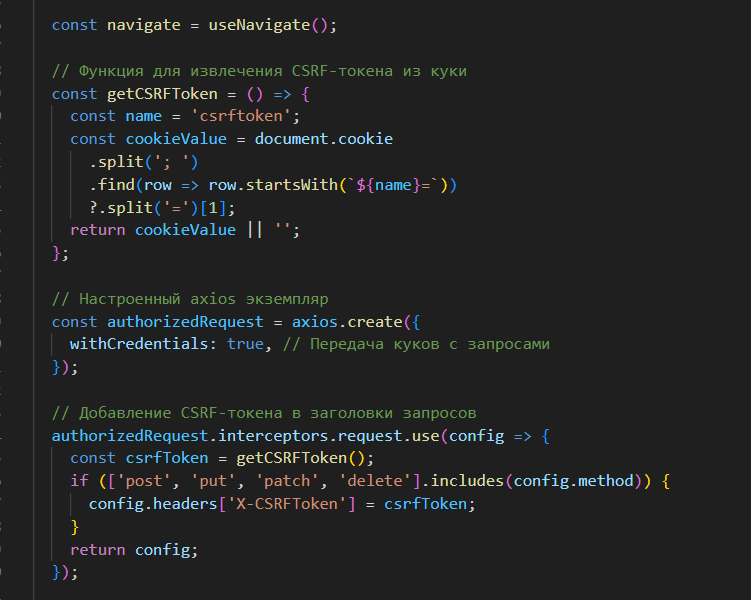 const navigate = useNavigate();
// Функция для извлечения CSRF-токена из куки
const getCSRFToken = () => {
const name = 'csrftoken';
const cookieValue = document.cookie
.split('; ')
.find(row => row.startsWith(`${name}=`))
?.split('=')[1];
return cookieValue || '';
};
// Настроенный axios экземпляр
const authorizedRequest = axios.create({
withCredentials: true, // Передача куков с запросами
});
// Добавление CSRF-токена в заголовки запросов
authorizedRequest.interceptors.request.use(config => {
const csrfToken = getCSRFToken();
if (['post', 'put', 'patch', 'delete'].includes(config.method)) {
config.headers['X-CSRFToken'] = csrfToken;
}
return config;
});